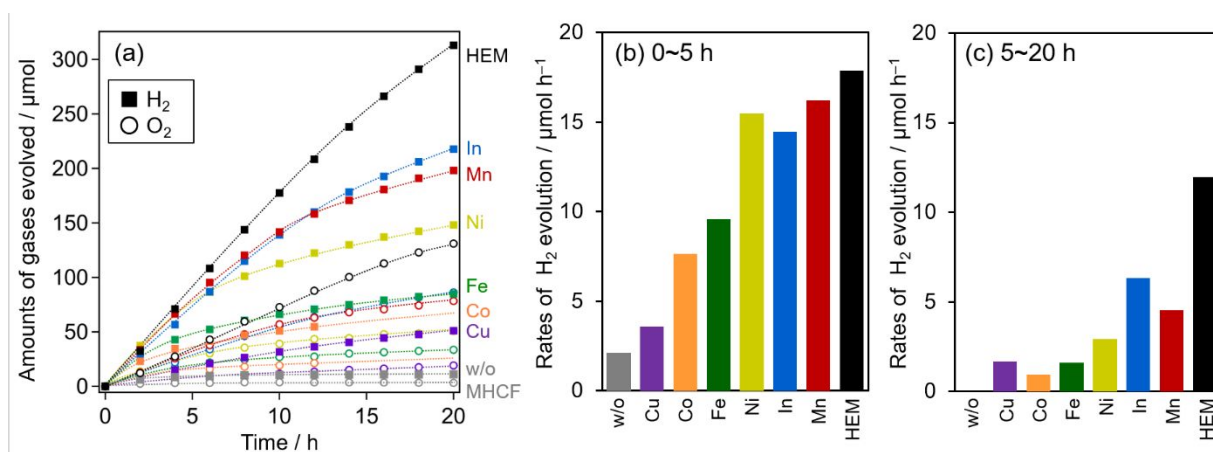 (a)
HEM
H₂
O₂
In
Mn
Ni
Fe
Co
Cu
w/o
MHCF
300
250
200
150
100
50
0
0 5 10 15 20
Time / h
Amounts of gases evolved / μmol
(b) 0~5 h
20
15
10
5
0
w/o Cu Co Fe Ni In Mn HEM
Rates of H₂ evolution / μmol h⁻¹
(c) 5~20 h
20
15
10
5
0
w/o Cu Co Fe Ni In Mn HEM
Rates of H₂ evolution / μmol h⁻¹